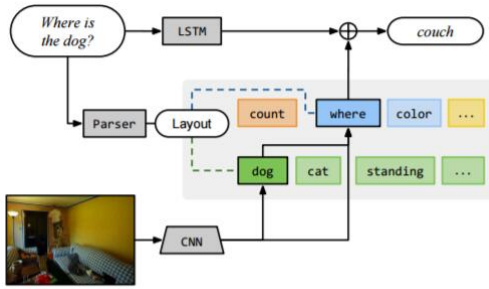 Where is
the dog?
LSTM
couch
Parser
Layout
count
where
color
...
dog
cat
standing
...
CNN